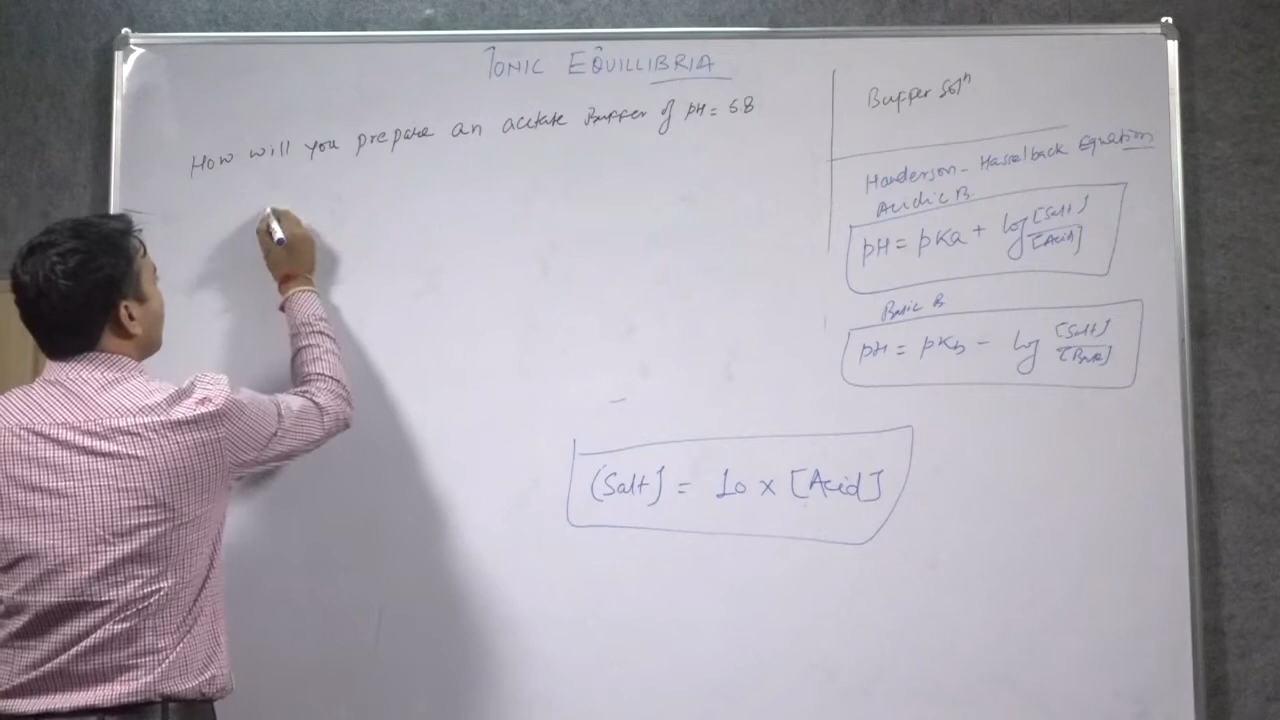 IONIC EQUILLIBRIA
How will you prepare an acetate Buffer of pH = 5.8
Buffer Solⁿ
Handerson - Hasselback Equation
Acidic B.
pH = pKa + log [Salt]/[Acid]
Basic B
pH = pKb - log [Salt]/[Base]
[Salt] = 10 x [Acid]